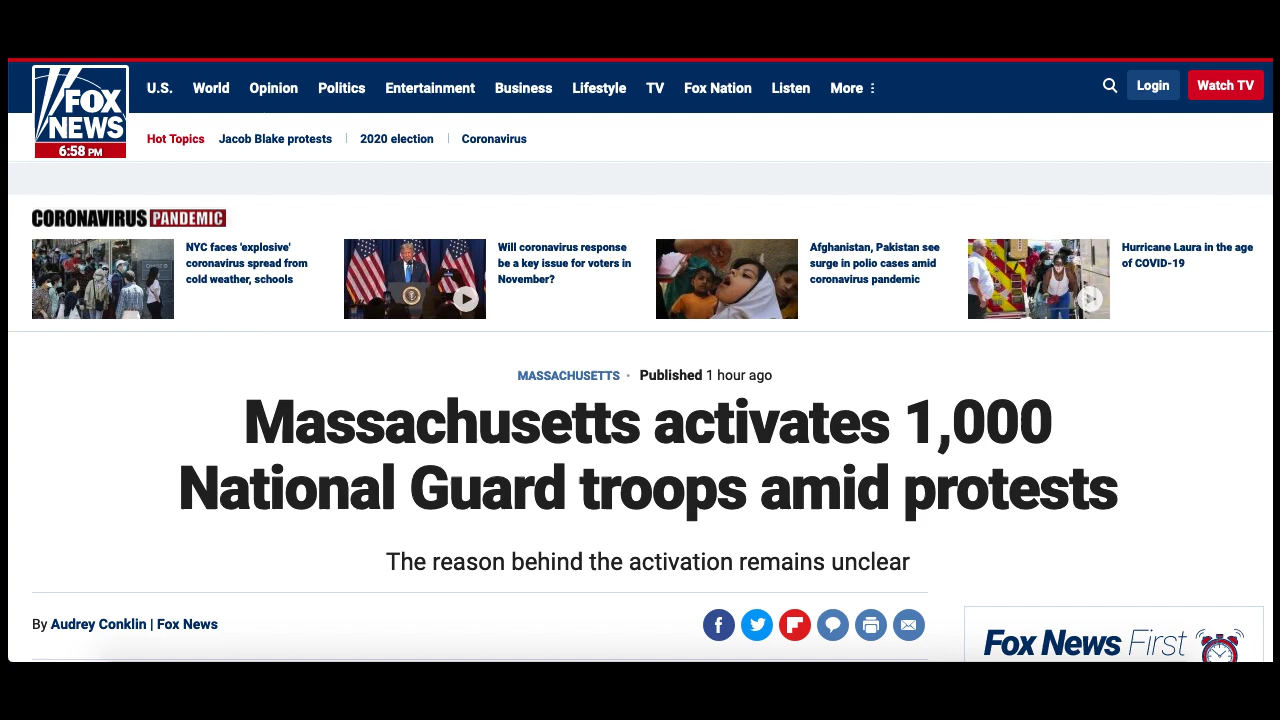 FOX
NEWS
6:58 PM
U.S. World Opinion Politics Entertainment Business Lifestyle TV Fox Nation Listen More
Login
Watch TV
Hot Topics Jacob Blake protests 2020 election Coronavirus
CORONAVIRUS PANDEMIC
NYC faces 'explosive'
coronavirus spread from
cold weather, schools
Will coronavirus response
be a key issue for voters in
November?
Afghanistan, Pakistan see
surge in polio cases amid
coronavirus pandemic
Hurricane Laura in the age
of COVID-19
MASSACHUSETTS · Published 1 hour ago
Massachusetts activates 1,000
National Guard troops amid protests
The reason behind the activation remains unclear
By Audrey Conklin | Fox News
Fox News First